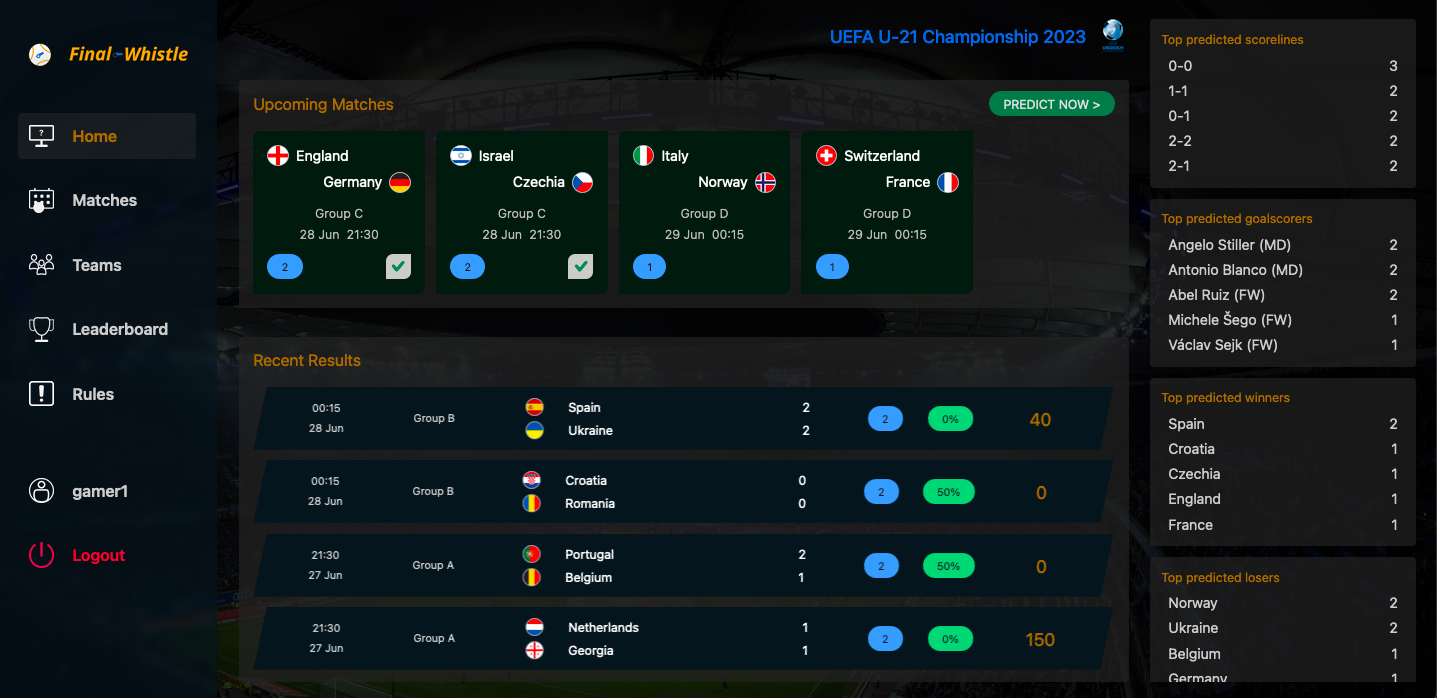 Final-Whistle
Home
Matches
Teams
Leaderboard
Rules
gamer1
Logout
UEFA U-21 Championship 2023
Upcoming Matches
PREDICT NOW >
England
Germany
Group C
28 Jun 21:30
2
Israel
Czechia
Group C
28 Jun 21:30
2
Italy
Norway
Group D
29 Jun 00:15
1
Switzerland
France
Group D
29 Jun 00:15
1
Recent Results
00:15
28 Jun
Group B
Spain 2
Ukraine 2
2 0% 40
00:15
28 Jun
Group B
Croatia 0
Romania 0
2 50% 0
21:30
27 Jun
Group A
Portugal 2
Belgium 1
2 50% 0
21:30
27 Jun
Group A
Netherlands 1
Georgia 1
2 0% 150
Top predicted scorelines
0-0 3
1-1 2
0-1 2
2-2 2
2-1 2
Top predicted goalscorers
Angelo Stiller (MD) 2
Antonio Blanco (MD) 2
Abel Ruiz (FW) 2
Michele Šego (FW) 1
Václav Sejk (FW) 1
Top predicted winners
Spain 2
Croatia 1
Czechia 1
England 1
France 1
Top predicted losers
Norway 2
Ukraine 2
Belgium 1
Germany 1